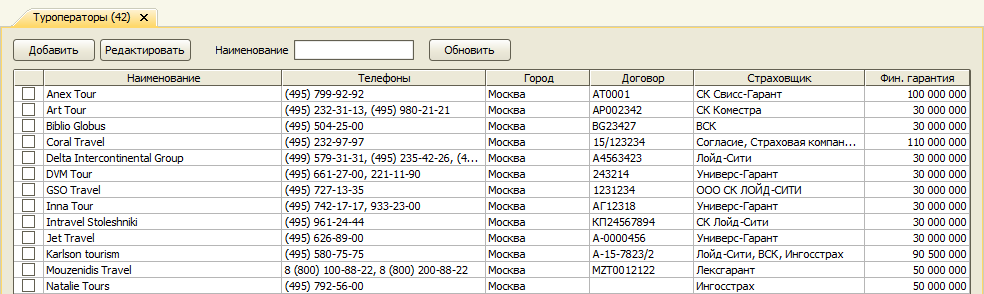 Туроператоры (42) ×
Добавить Редактировать Наименование Обновить
Наименование Телефоны Город Договор Страховщик Фин. гарантия
Anex Tour (495) 799-92-92 Москва АТ0001 СК Свисс-Гарант 100 000 000
Art Tour (495) 232-31-13, (495) 980-21-21 Москва АР002342 СК Коместра 30 000 000
Biblio Globus (495) 504-25-00 Москва BG23427 ВСК 30 000 000
Coral Travel (495) 232-97-97 Москва 15/123234 Согласие, Страховая компан... 110 000 000
Delta Intercontinental Group (499) 579-31-31, (495) 235-42-26, (4... Москва А4563423 Лойд-Сити 30 000 000
DVM Tour (495) 661-27-00, 221-11-90 Москва 243214 Универс-Гарант 30 000 000
GSO Travel (495) 727-13-35 Москва 1231234 ООО СК ЛОЙД-СИТИ 30 000 000
Inna Tour (495) 742-17-17, 933-23-00 Москва АГ12318 Универс-Гарант 30 000 000
Intravel Stoleshniki (495) 961-24-44 Москва КП24567894 СК Лойд-Сити 30 000 000
Jet Travel (495) 626-89-00 Москва А-0000456 Универс-Гарант 30 000 000
Karlson tourism (495) 580-75-75 Москва А-15-7823/2 Лойд-Сити, ВСК, Ингосстрах 90 500 000
Mouzenidis Travel 8 (800) 100-88-22, 8 (800) 200-88-22 Москва MZT0012122 Лексгарант 50 000 000
Natalie Tours (495) 792-56-00 Москва Ингосстрах 50 000 000